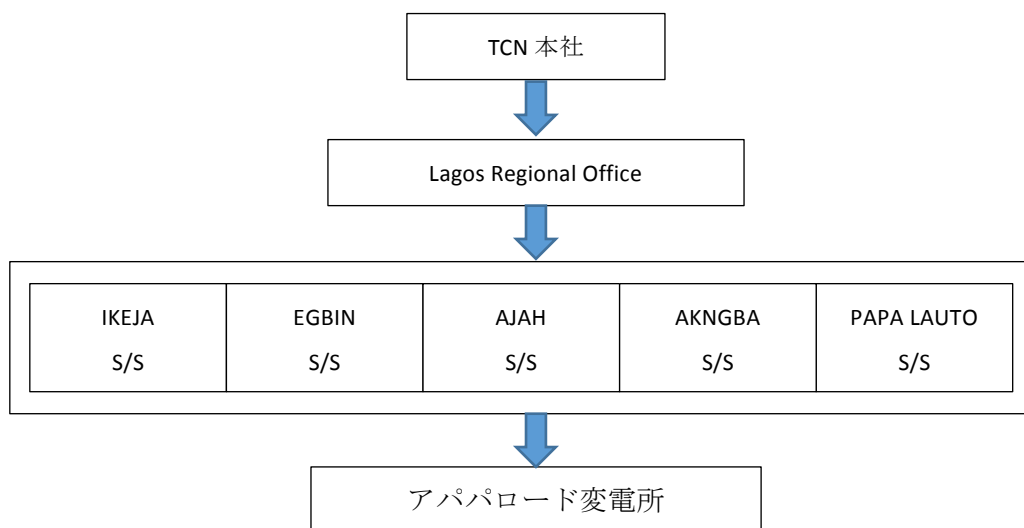 TCN 本社
Lagos Regional Office
IKEJA
S/S
EGBIN
S/S
AJAH
S/S
AKNGBA
S/S
PAPA LAUTO
S/S
アパパロード変電所